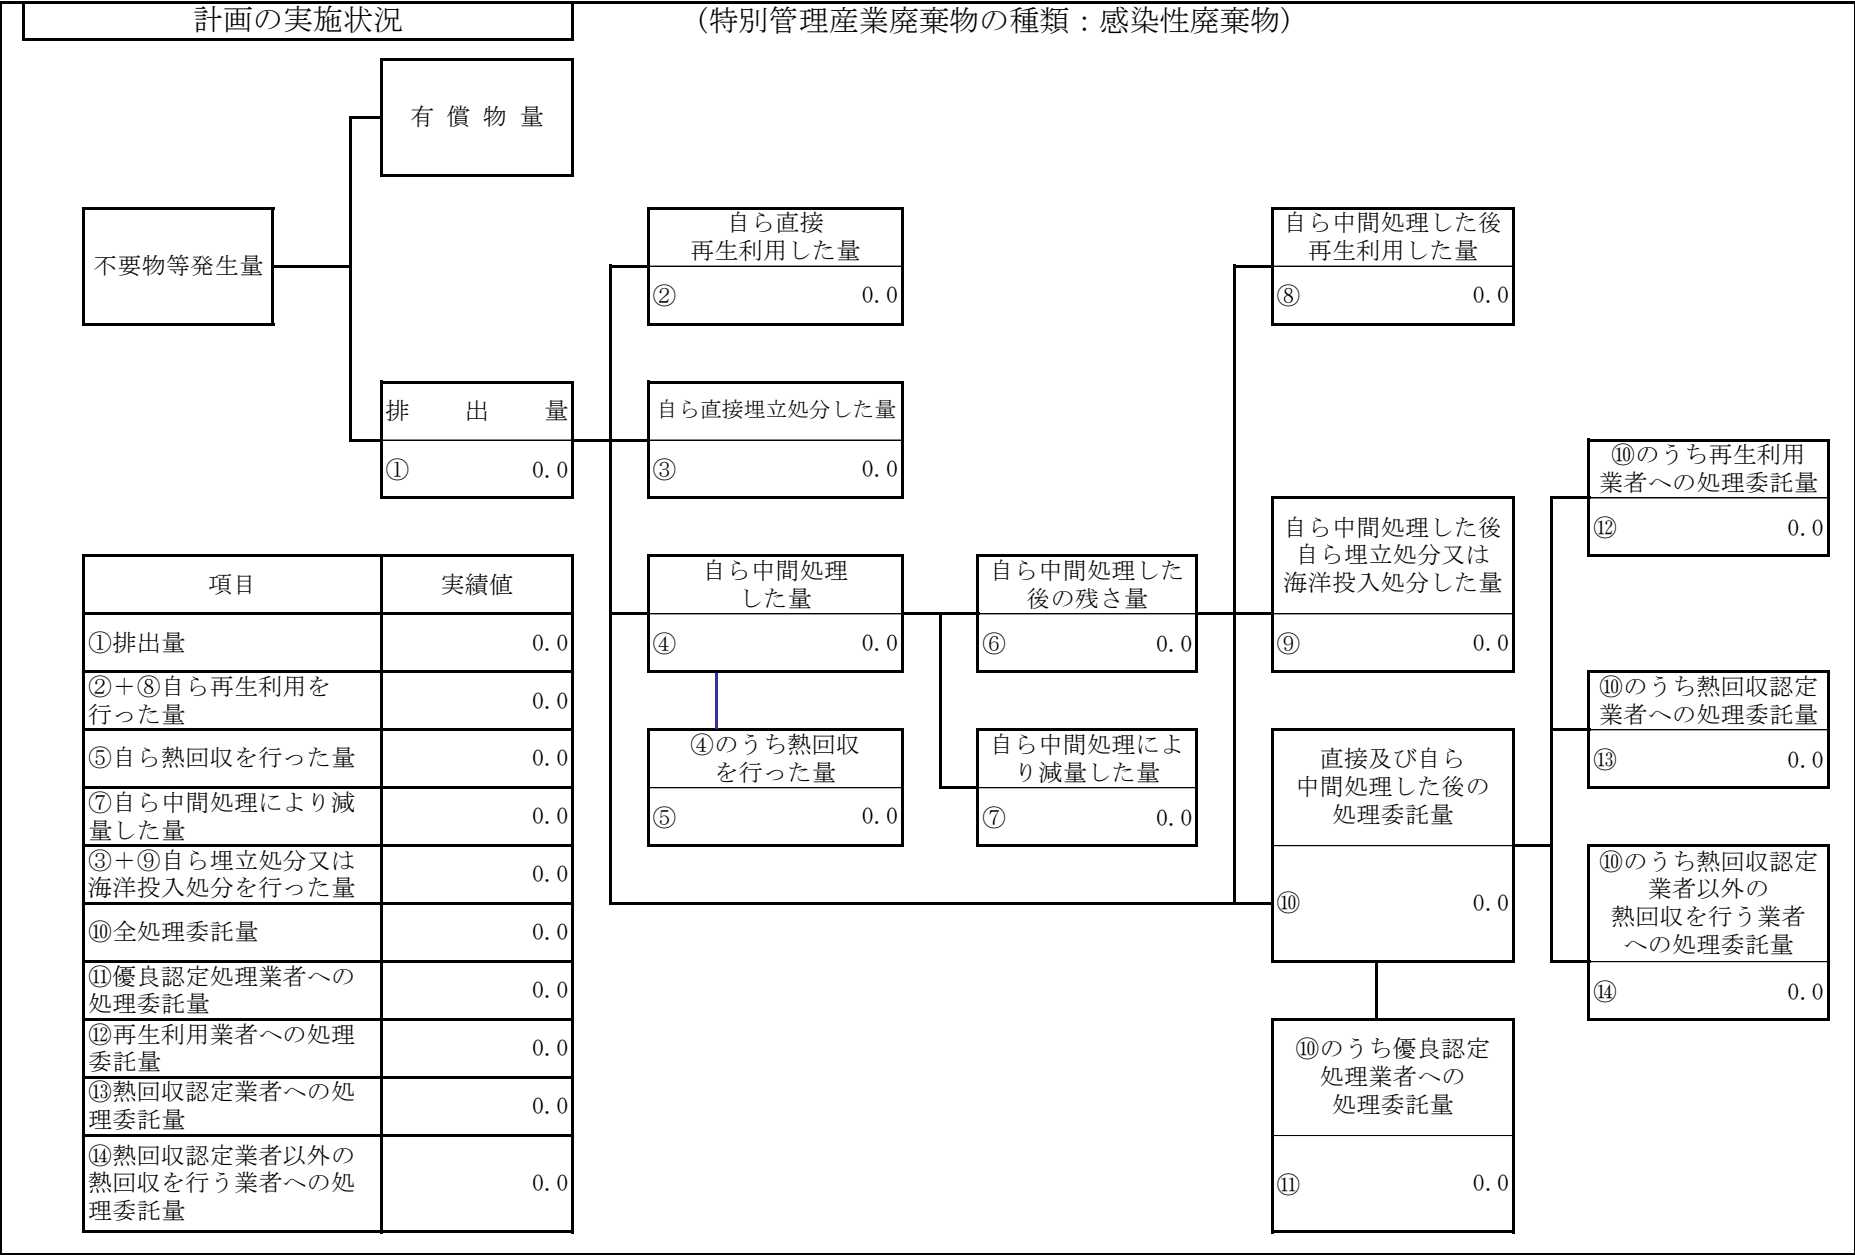 計画の実施状況
（特別管理産業廃棄物の種類：感染性廃棄物）
有償物量
不要物等発生量
自ら直接
再生利用した量
② 0.0
自ら中間処理した後
再生利用した量
⑧ 0.0
排出量
① 0.0
自ら直接埋立処分した量
③ 0.0
⑩のうち再生利用
業者への処理委託量
⑫ 0.0
自ら中間処理した後
自ら埋立処分又は
海洋投入処分した量
⑨ 0.0
自ら中間処理
した量
④ 0.0
自ら中間処理した
後の残さ量
⑥ 0.0
⑩のうち熱回収認定
業者への処理委託量
⑬ 0.0
④のうち熱回収
を行った量
⑤ 0.0
自ら中間処理によ
り減量した量
⑦ 0.0
直接及び自ら
中間処理した後の
処理委託量
⑩ 0.0
⑩のうち熱回収認定
業者以外の
熱回収を行う業者
への処理委託量
⑭ 0.0
⑩のうち優良認定
処理業者への
処理委託量
⑪ 0.0
項目 実績値
①排出量 0.0
②＋⑧自ら再生利用を
行った量 0.0
⑤自ら熱回収を行った量 0.0
⑦自ら中間処理により減
量した量 0.0
③＋⑨自ら埋立処分又は
海洋投入処分を行った量 0.0
⑩全処理委託量 0.0
⑪優良認定処理業者への
処理委託量 0.0
⑫再生利用業者への処理
委託量 0.0
⑬熱回収認定業者への処
理委託量 0.0
⑭熱回収認定業者以外の
熱回収を行う業者への処
理委託量 0.0